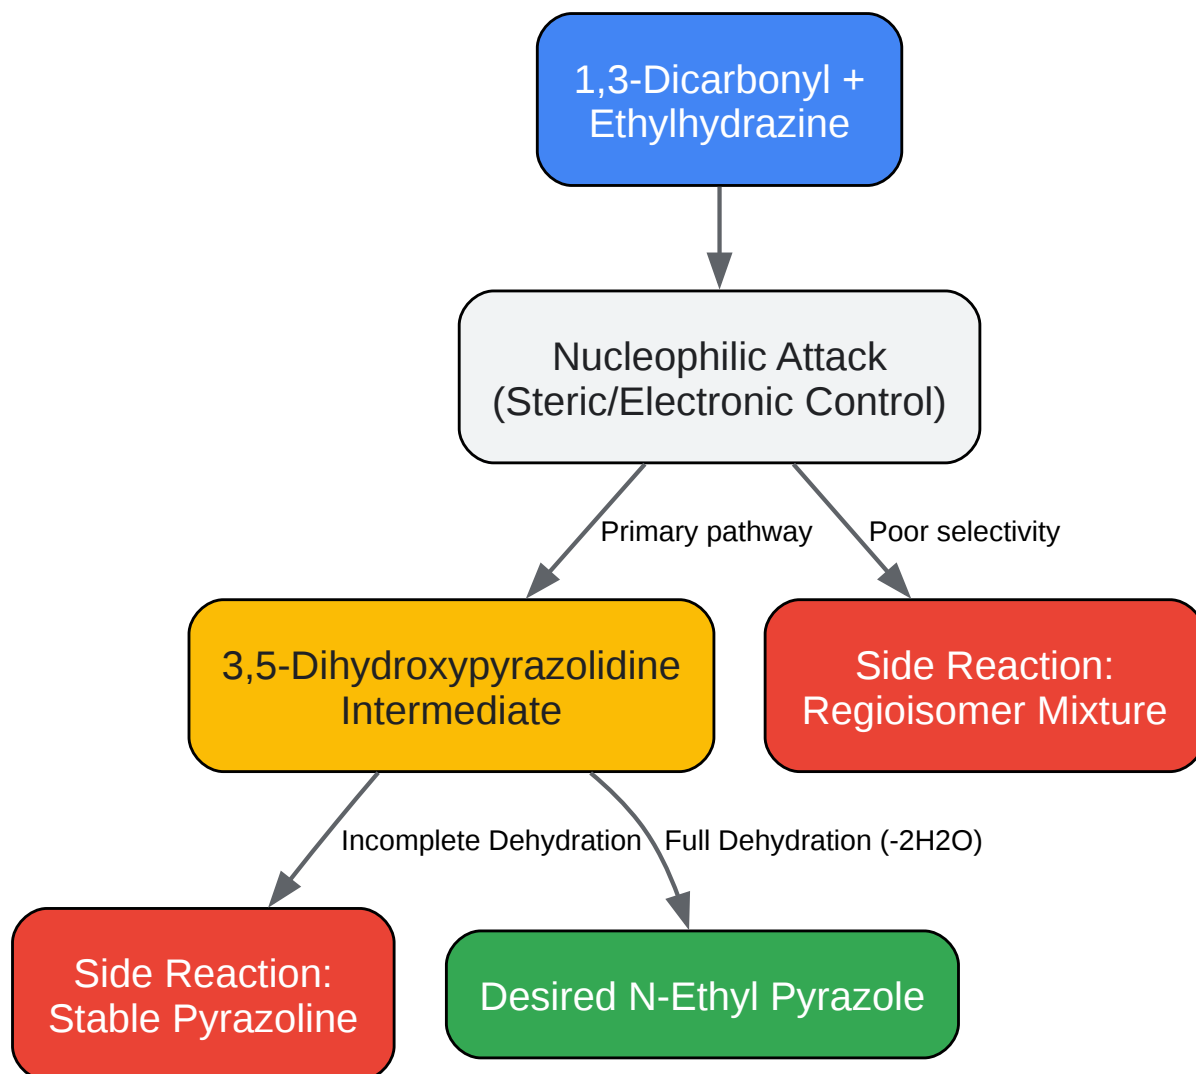 1,3-Dicarbonyl +
Ethylhydrazine
Nucleophilic Attack
(Steric/Electronic Control)
Primary pathway
Poor selectivity
3,5-Dihydroxypyrazolidine
Intermediate
Side Reaction:
Regioisomer Mixture
Incomplete Dehydration
Full Dehydration (-2H2O)
Side Reaction:
Stable Pyrazoline
Desired N-Ethyl Pyrazole